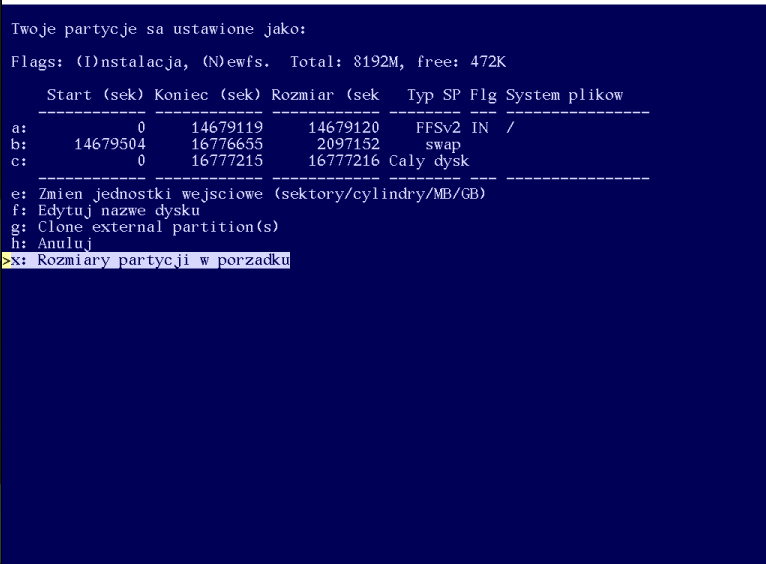 Twoje partycje sa ustawione jako:
Flags: (I)nstalacja, (N)ewfs.  Total: 8192M, free: 472K
Start (sek) Koniec (sek) Rozmiar (sek   Typ SP Flg System plikow
------------ ------------ ------------ -------- --- ----------------
a:            0     14679119     14679120    FFSv2 IN  /
b:     14679504     16776655      2097152     swap
c:            0     16777215     16777216 Caly dysk
------------ ------------ ------------ -------- --- ----------------
e: Zmien jednostki wejsciowe (sektory/cylindry/MB/GB)
f: Edytuj nazwe dysku
g: Clone external partition(s)
h: Anuluj
>x: Rozmiary partycji w porzadku